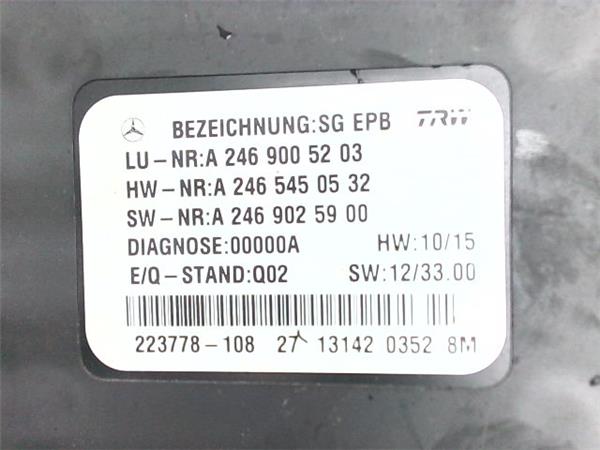 BEZEICHNUNG:SG EPB TRW
LU-NR:A 246 900 52 03
HW-NR:A 246 545 05 32
SW-NR:A 246 902 59 00
DIAGNOSE:00000A HW:10/15
E/Q-STAND:Q02 SW:12/33.00
223778-108 27 13142 0352 8M